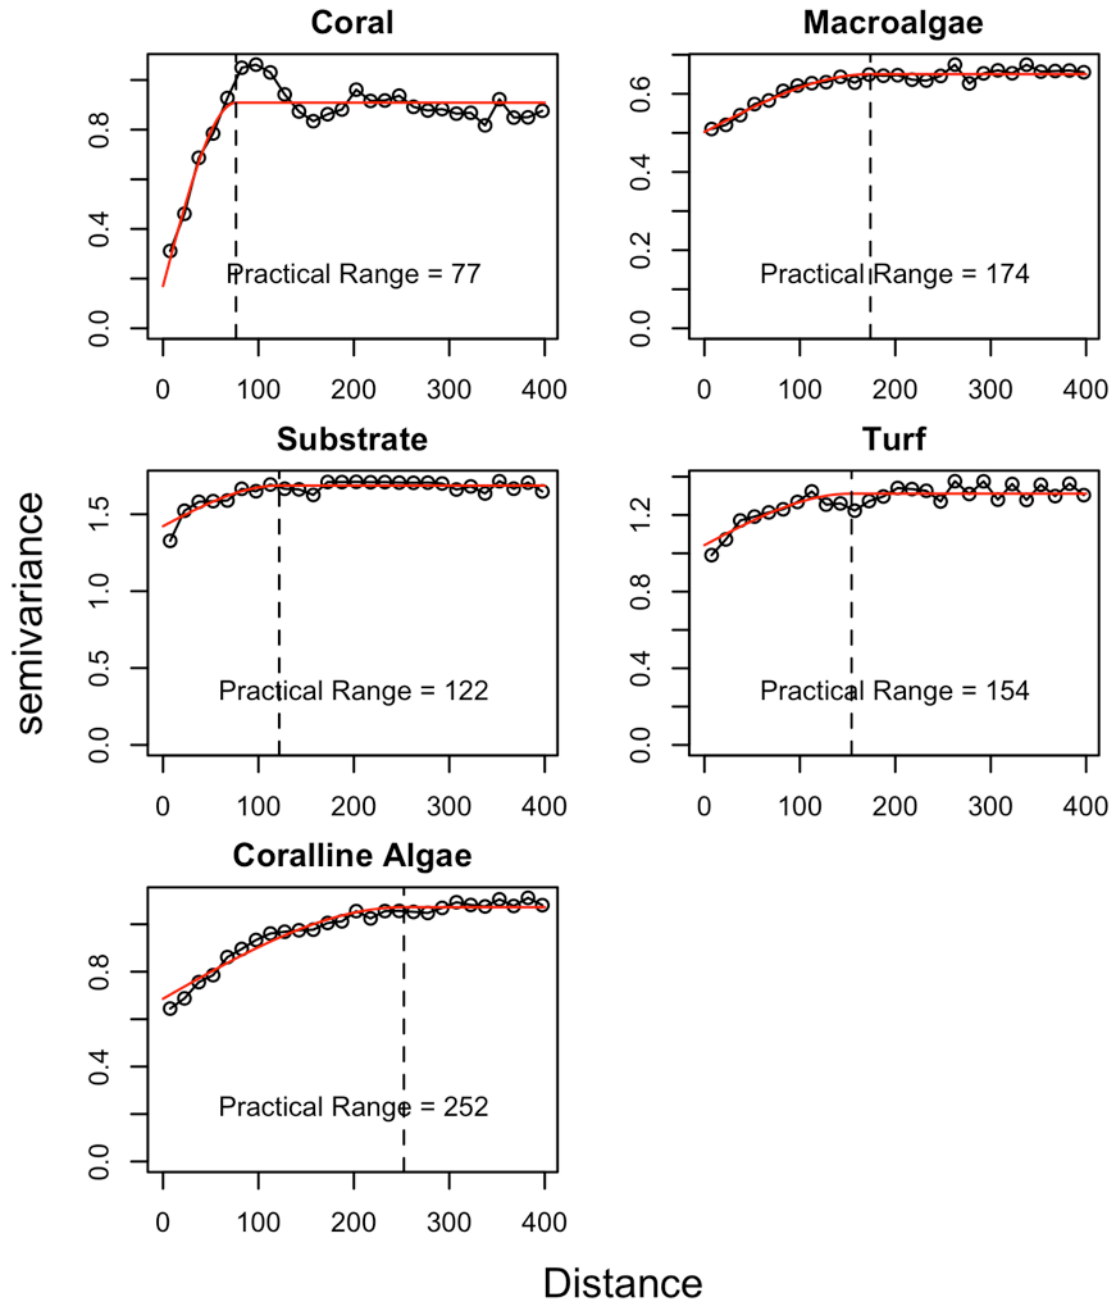 Coral
0.0 0.4 0.8
Practical Range = 77
0 100 200 300 400
Macroalgae
0.0 0.2 0.4 0.6
Practical Range = 174
0 100 200 300 400
Substrate
0.0 0.5 1.0 1.5
Practical Range = 122
0 100 200 300 400
Turf
0.0 0.4 0.8 1.2
Practical Range = 154
0 100 200 300 400
semivariance
Coralline Algae
0.0 0.4 0.8
Practical Range = 252
0 100 200 300 400
Distance